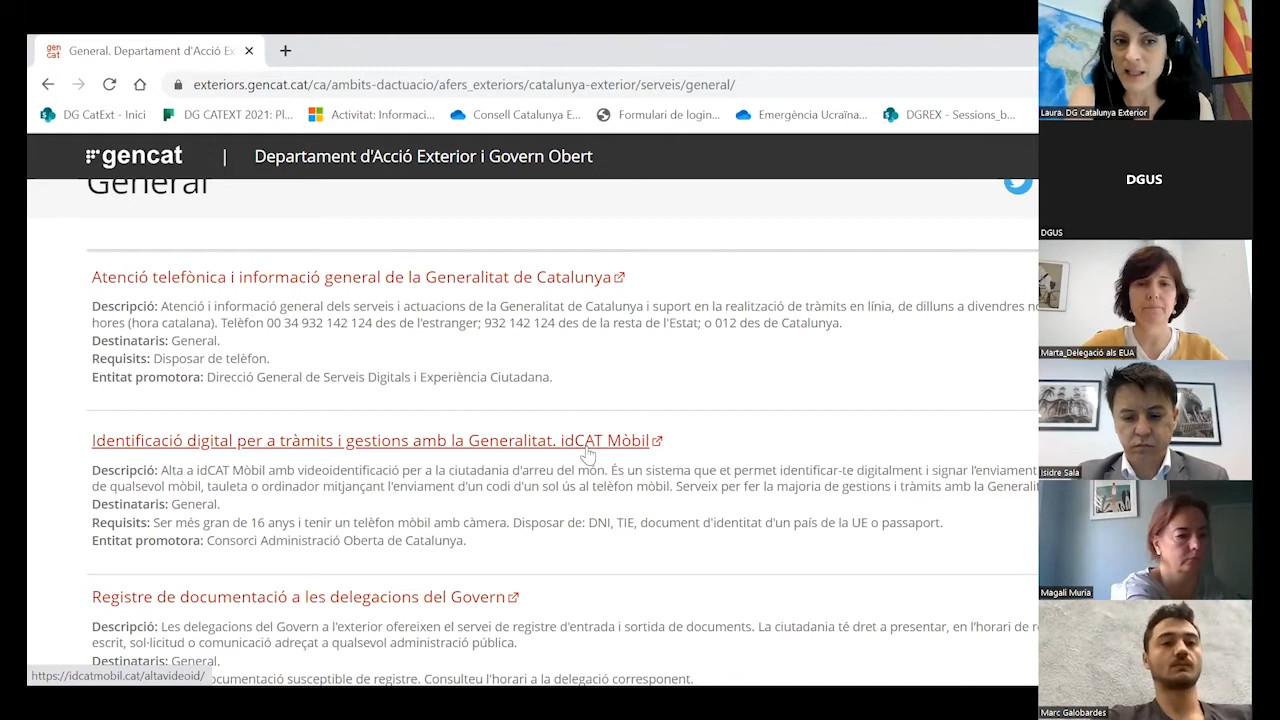 gen
cat
General. Departament d'Acció Ex
exteriors.gencat.cat/ca/ambits-dactuacio/afers_exteriors/catalunya-exterior/serveis/general/
DG CatExt - Inici
DG CATEXT 2021: Pl...
Consell Catalunya E...
Formulari de login...
EmergènciaUcraïna...
DGREX - Sessions_b...
gencat | Departament d'Acció Exterior i Govern Obert
General
Atenció telefònica i informació general de la Generalitat de Catalunya
Descripció: Atenció i informació general dels serveis i actuacions de la Generalitat de Catalunya i suport en la realització de tràmits en línia, de dilluns a divendres
hores (hora catalana). Telèfon 00 34 932 142 124 des de l'estranger; 932 142 124 des de la resta de l'Estat; o 012 des de Catalunya.
Destinataris: General.
Requisits: Disposar de telèfon.
Entitat promotora: Direcció General de Serveis Digitals i Experiència Ciutadana.
Identificació digital per a tràmits i gestions amb la Generalitat. idCAT Mòbil
Descripció: Alta a idCAT Mòbil amb videoidentificació per a la ciutadania d'arreu del món. És un sistema que et permet identificar-te digitalment i signar l'enviament
de qualsevol mòbil, tauleta o ordinador mitjançant l'enviament d'un codi d'un sol ús al telèfon mòbil. Serveix per fer la majoria de gestions i tràmits amb la Generalit
Destinataris: General.
Requisits: Ser més gran de 16 anys i tenir un telèfon mòbil amb càmera. Disposar de: DNI, TIE, document d'identitat d'un país de la UE o passaport.
Entitat promotora: Consorci Administració Oberta de Catalunya.
Registre de documentació a les delegacions del Govern
Descripció: Les delegacions del Govern a l'exterior ofereixen el servei de registre d'entrada i sortida de documents. La ciutadania té dret a presentar, en l'horari de
escrit, sol·licitud o comunicació adreçat a qualsevol administració pública.
Destinataris: General.
https://idcatmobil.cat/altavideoid/
ocumentació susceptible de registre. Consulteu l'horari a la delegació corresponent.
Laura. DG Catalunya Exterior
DGUS
DGUS
Marta_Delegació als EUA
Isidre Sala
Magali Muria
Marc Galobardes